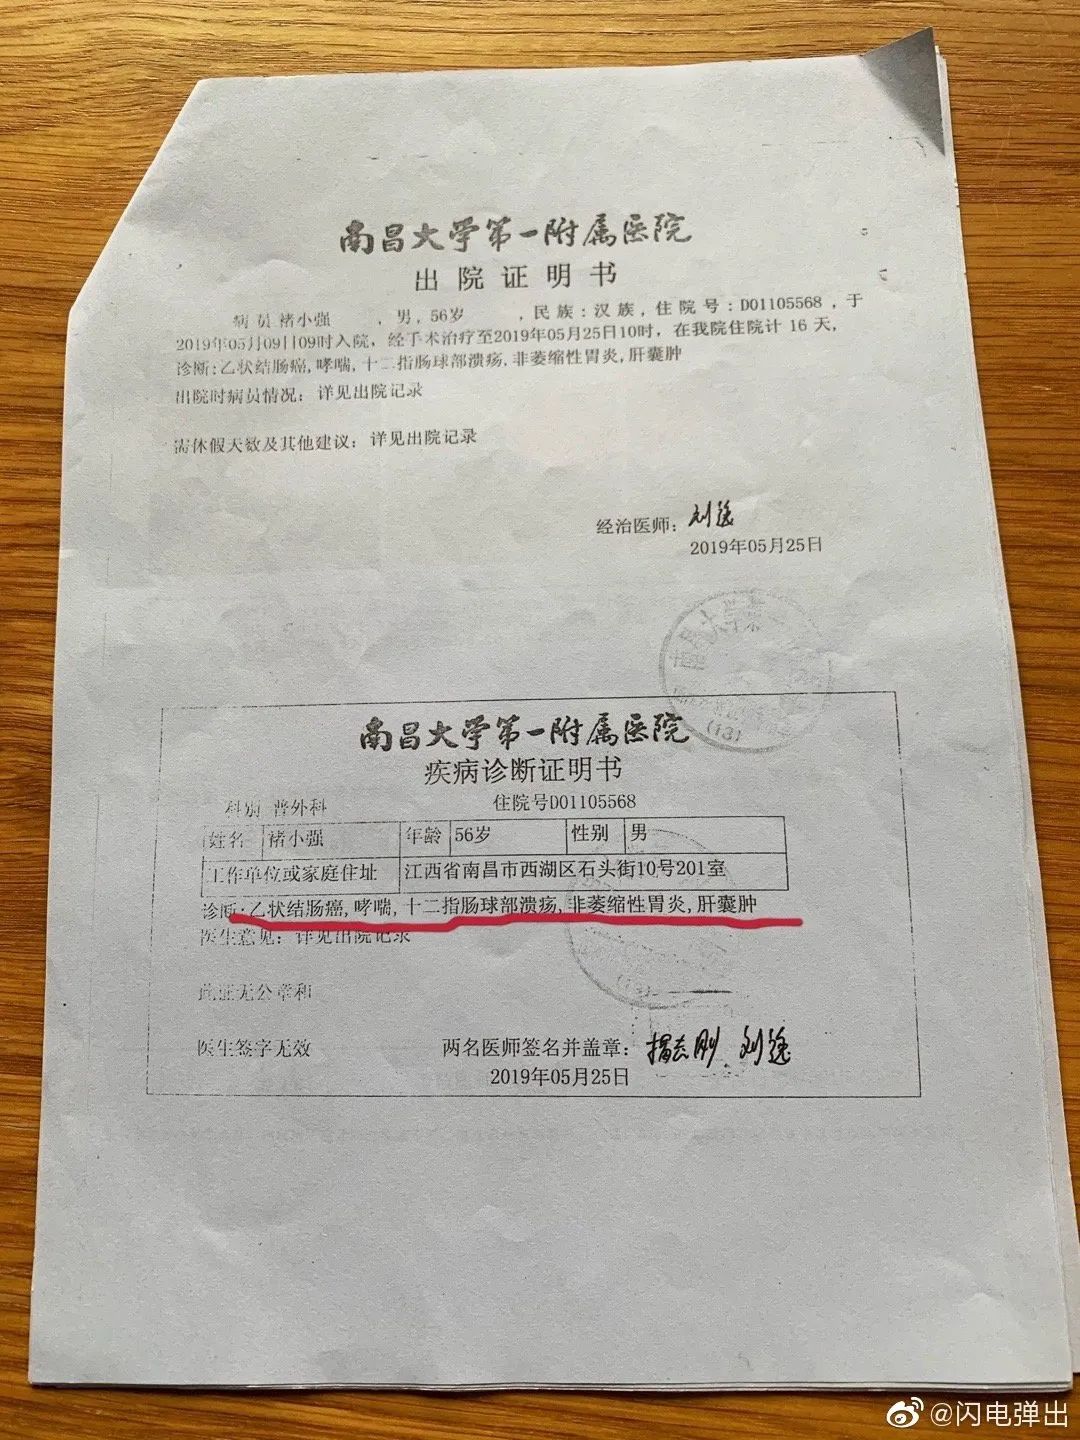 南昌大学第一附属医院
出院证明书
病员褚小强 ,男,56岁 ,民族:汉族,住院号:D01105568,于
2019年05月09日09时入院,经手术治疗至2019年05月25日10时,在我院住院计16天,
诊断:乙状结肠癌,哮喘,十二指肠球部溃疡,非萎缩性胃炎,肝囊肿
出院时病员情况:详见出院记录
需休假天数及其他建议:详见出院记录
经治医师:
2019年05月25日
南昌大学第
(13)
南昌大学第一附属医院
疾病诊断证明书
科别 普外科 住院号D01105568
姓名 褚小强 年龄 56岁 性别 男
工作单位或家庭住址 江西省南昌市西湖区石头街10号201室
诊断:乙状结肠癌,哮喘,十二指肠球部溃疡,非萎缩性胃炎,肝囊肿
医生意见:详见出院记录
(13)
此证无公章和
医生签字无效 两名医师签名并盖章:
2019年05月25日
@闪电弹出